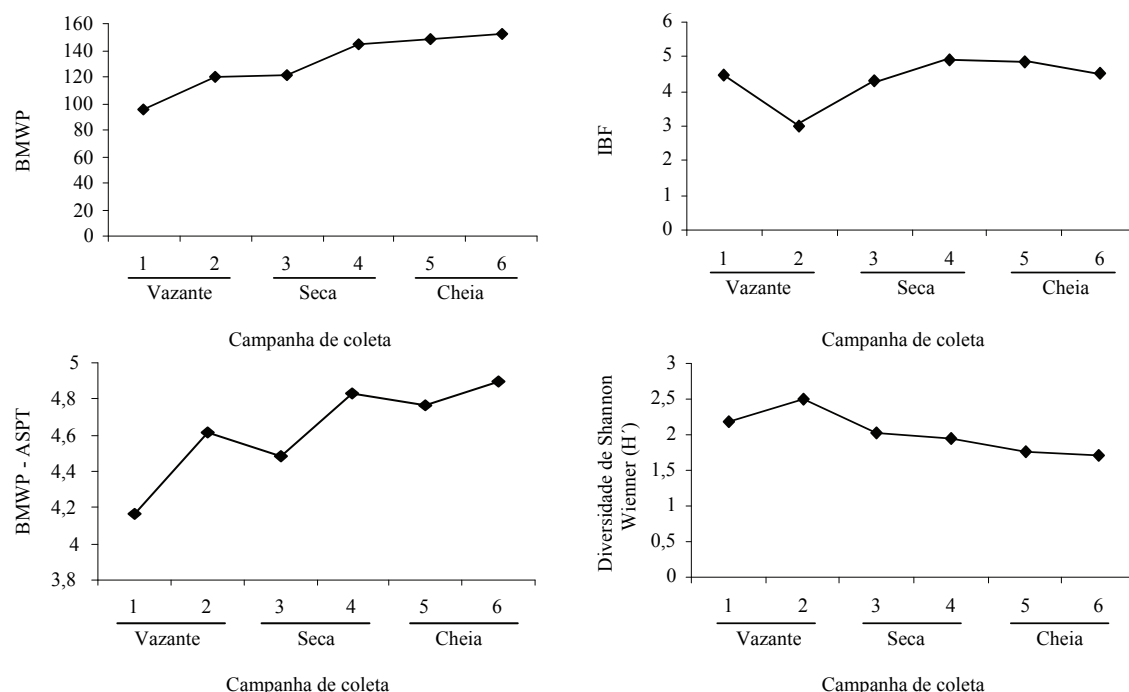 160
140
120
100
80
60
40
20
0
BMWP
1 2 3 4 5 6
Vazante Seca Cheia
Campanha de coleta
6
5
4
3
2
1
0
IBF
1 2 3 4 5 6
Vazante Seca Cheia
Campanha de coleta
5
4,8
4,6
4,4
4,2
4
3,8
BMWP - ASPT
1 2 3 4 5 6
Vazante Seca Cheia
Campanha de coleta
3
2,5
2
1,5
1
0,5
0
Diversidade de Shannon
Wienner (H´)
1 2 3 4 5 6
Vazante Seca Cheia
Campanha de coleta